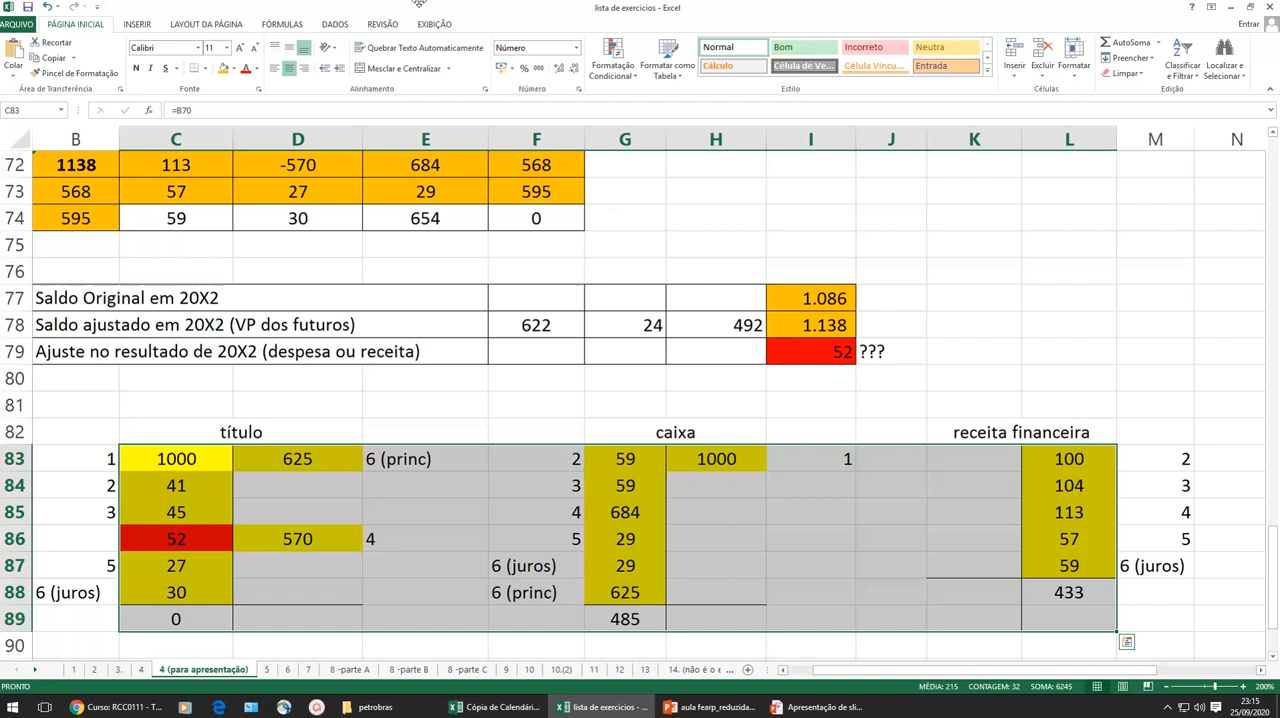 lista de exercicios - Excel
ARQUIVO PÁGINA INICIAL INSERIR LAYOUT DA PÁGINA FÓRMULAS DADOS REVISÃO EXIBIÇÃO Entrar
Colar Recortar Copiar Pincel de Formatação
Calibri 11 N I S
Quebrar Texto Automaticamente
Mesclar e Centralizar
Número % 000
Formatação Condicional Formatar como Tabela
Normal Bom Incorreto Neutra
Cálculo Célula de Ve... Célula Vincu... Entrada
Inserir Excluir Formatar
AutoSoma Preencher Limpar
Classificar e Filtrar Localizar e Selecionar
Área de Transferência Fonte Alinhamento Número Estilo Células Edição
C83 fx =B70
B C D E F G H I J K L M N
72 1138 113 -570 684 568
73 568 57 27 29 595
74 595 59 30 654 0
75
76
77 Saldo Original em 20X2 1.086
78 Saldo ajustado em 20X2 (VP dos futuros) 622 24 492 1.138
79 Ajuste no resultado de 20X2 (despesa ou receita) 52 ???
80
81
82 título caixa receita financeira
83 1 1000 625 6 (princ) 2 59 1000 1 100 2
84 2 41 3 59 104 3
85 3 45 4 684 113 4
86 52 570 4 5 29 57 5
87 5 27 6 (juros) 29 59 6 (juros)
88 6 (juros) 30 6 (princ) 625 433
89 0 485
90
1 2 3. 4 4 (para apresentação) 5 6 7 8 -parte A 8 -parte B 8 -parte C 9 10 10.(2) 11 12 13 14. (não é o e ...
PRONTO MÉDIA: 215 CONTAGEM: 32 SOMA: 6245 200%
Curso: RCC0111 - T... petrobras Cópia de Calendári... lista de exercicios - ... aula fearp_reduzida... Apresentação de sli... 23:15
25/09/2020